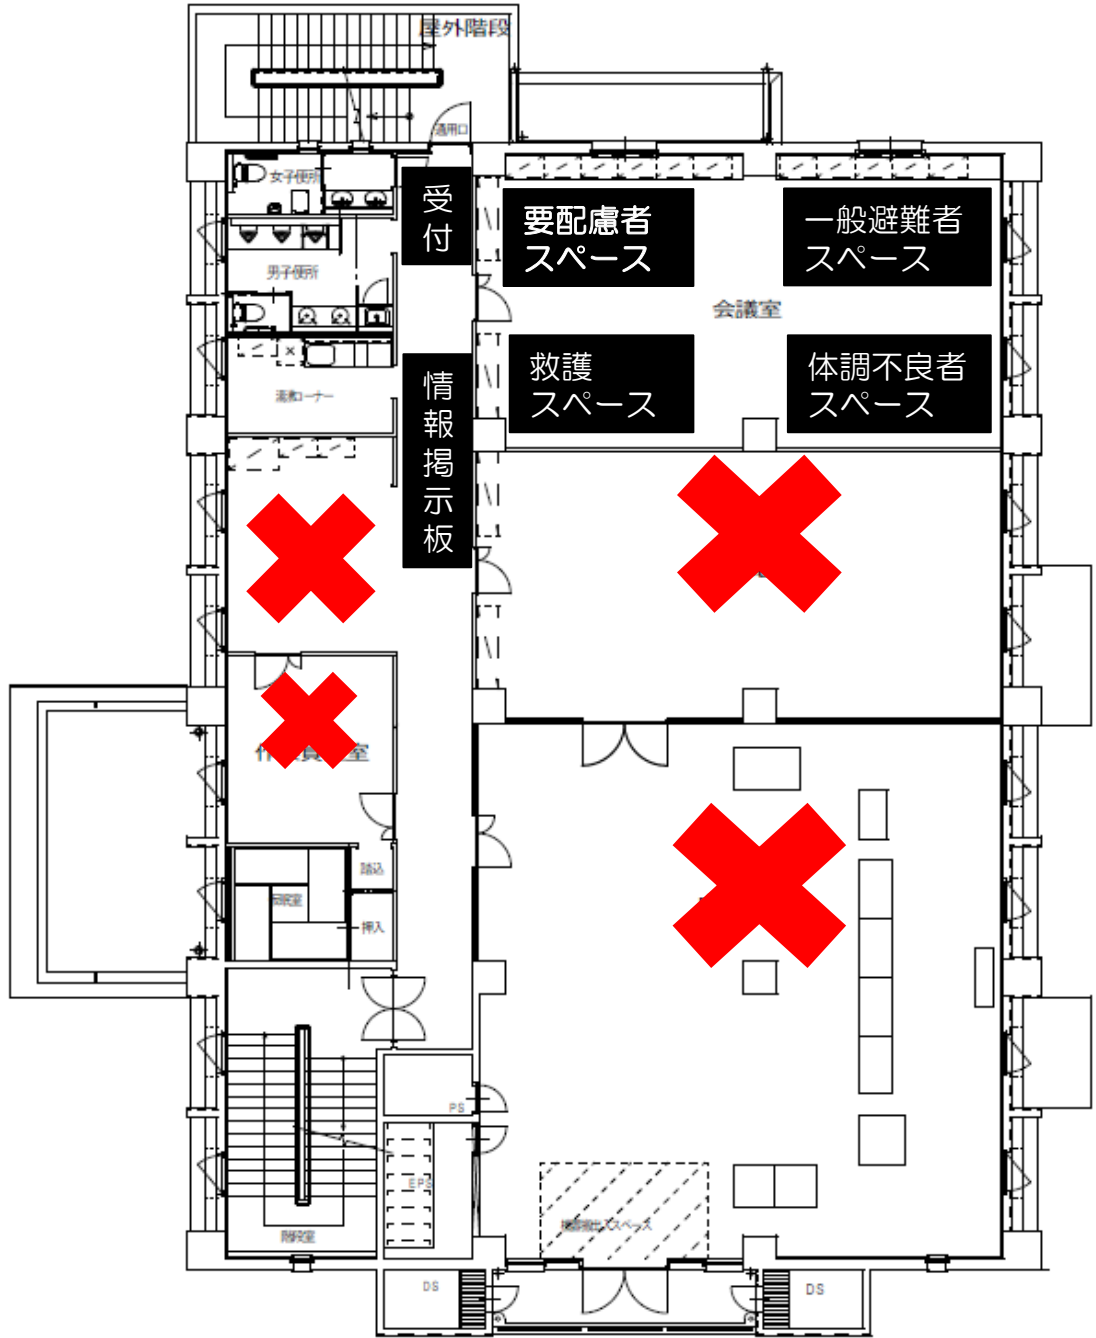 屋外階段
通用口
女子便所
受付
要配慮者
スペース
一般避難者
スペース
男子便所
会議室
情報掲示板
救護
スペース
体調不良者
スペース
湯沸コーナー
室
踏込
押入
PS
EPS
階段室
DS
DS